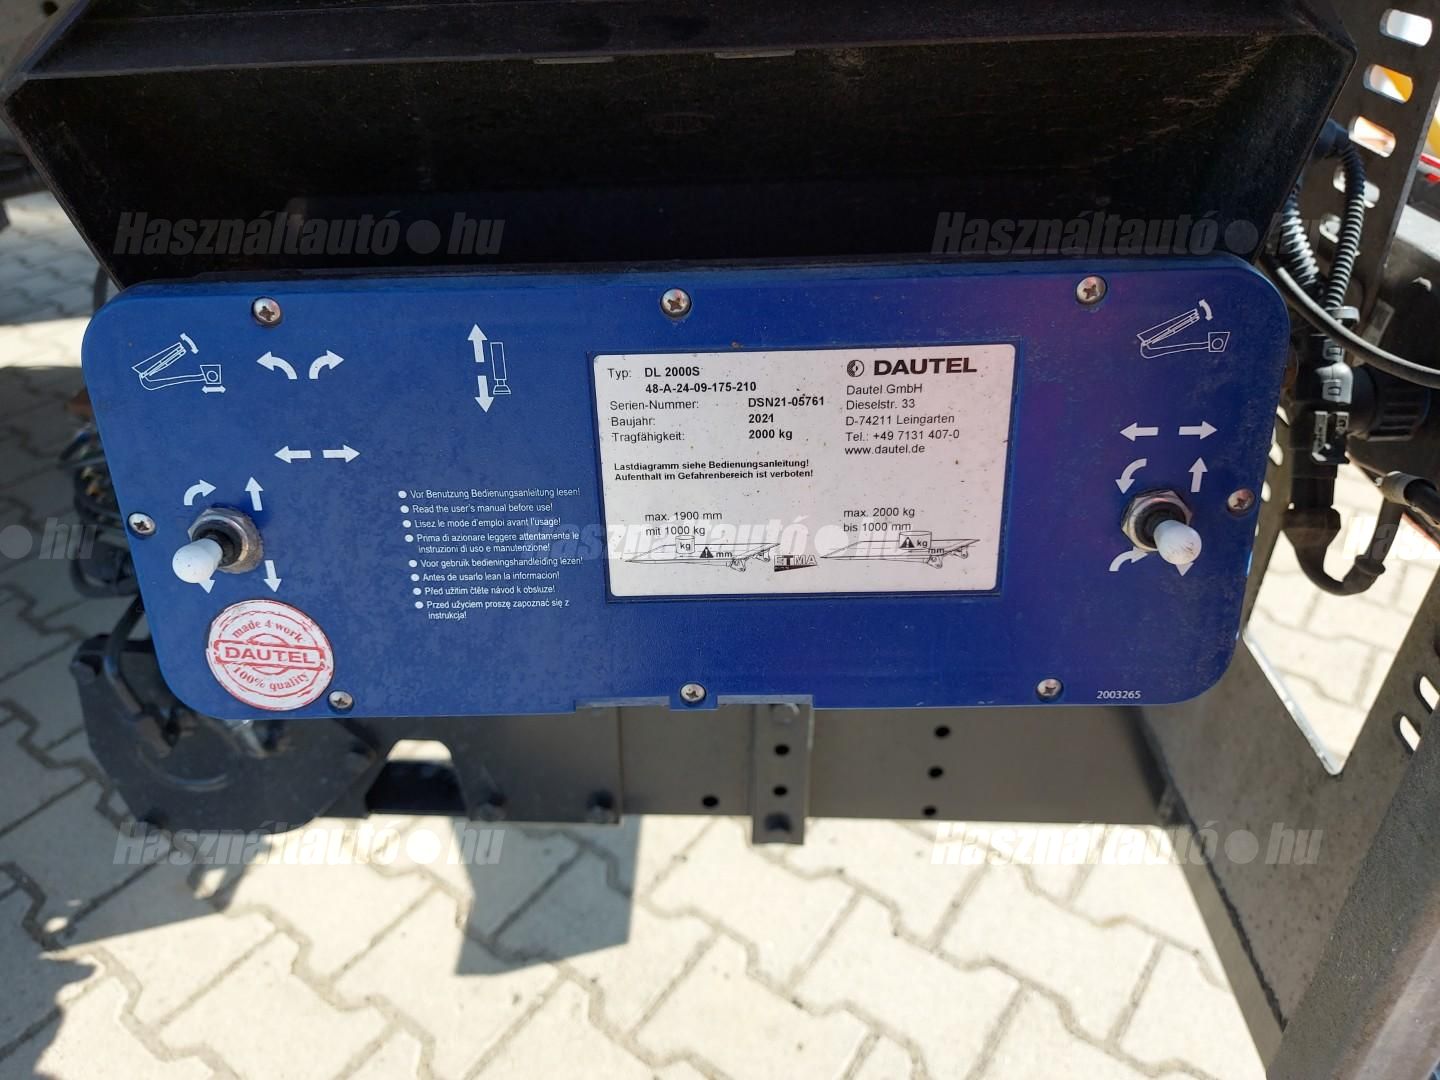 Használtautó.hu
Használtautó.hu
Typ: DL 2000S
48-A-24-09-175-210
Serien-Nummer: DSN21-05761
Baujahr: 2021
Tragfähigkeit: 2000 kg
Lastdiagramm siehe Bedienungsanleitung!
Aufenthalt im Gefahrenbereich ist verboten!
DAUTEL
Dautel GmbH
Dieselstr. 33
D-74211 Leingarten
Tel.: +49 7131 407-0
www.dautel.de
max. 1900 mm
mit 1000 kg
kg
mm
max. 2000 kg
bis 1000 mm
kg
mm
ETMA
Vor Benutzung Bedienungsanleitung lesen!
Read the user's manual before use!
Lisez le mode d'emploi avant l'usage!
Prima di azionare leggere attentamente le
instruzioni di uso e manutenzione!
Voor gebruik bedieningshandleiding lezen!
Antes de usarlo lean la informacion!
Před užitím čtěte návod k obsluze!
Przed użyciem proszę zapoznać się z
instrukcja!
made 4 work
DAUTEL
100% quality
2003265
.hu
Használtautó.hu
Használtautó.hu